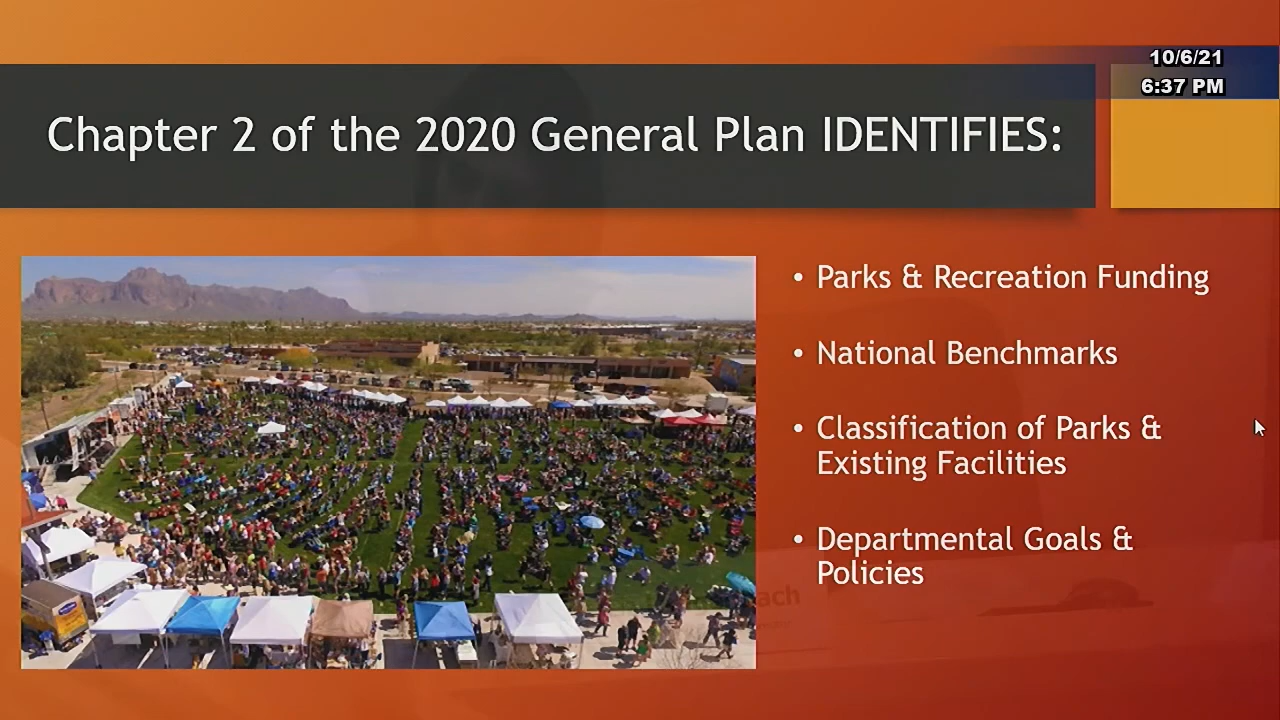 10/6/21
6:37 PM
Chapter 2 of the 2020 General Plan IDENTIFIES:
• Parks & Recreation Funding
• National Benchmarks
• Classification of Parks &
Existing Facilities
• Departmental Goals &
Policies